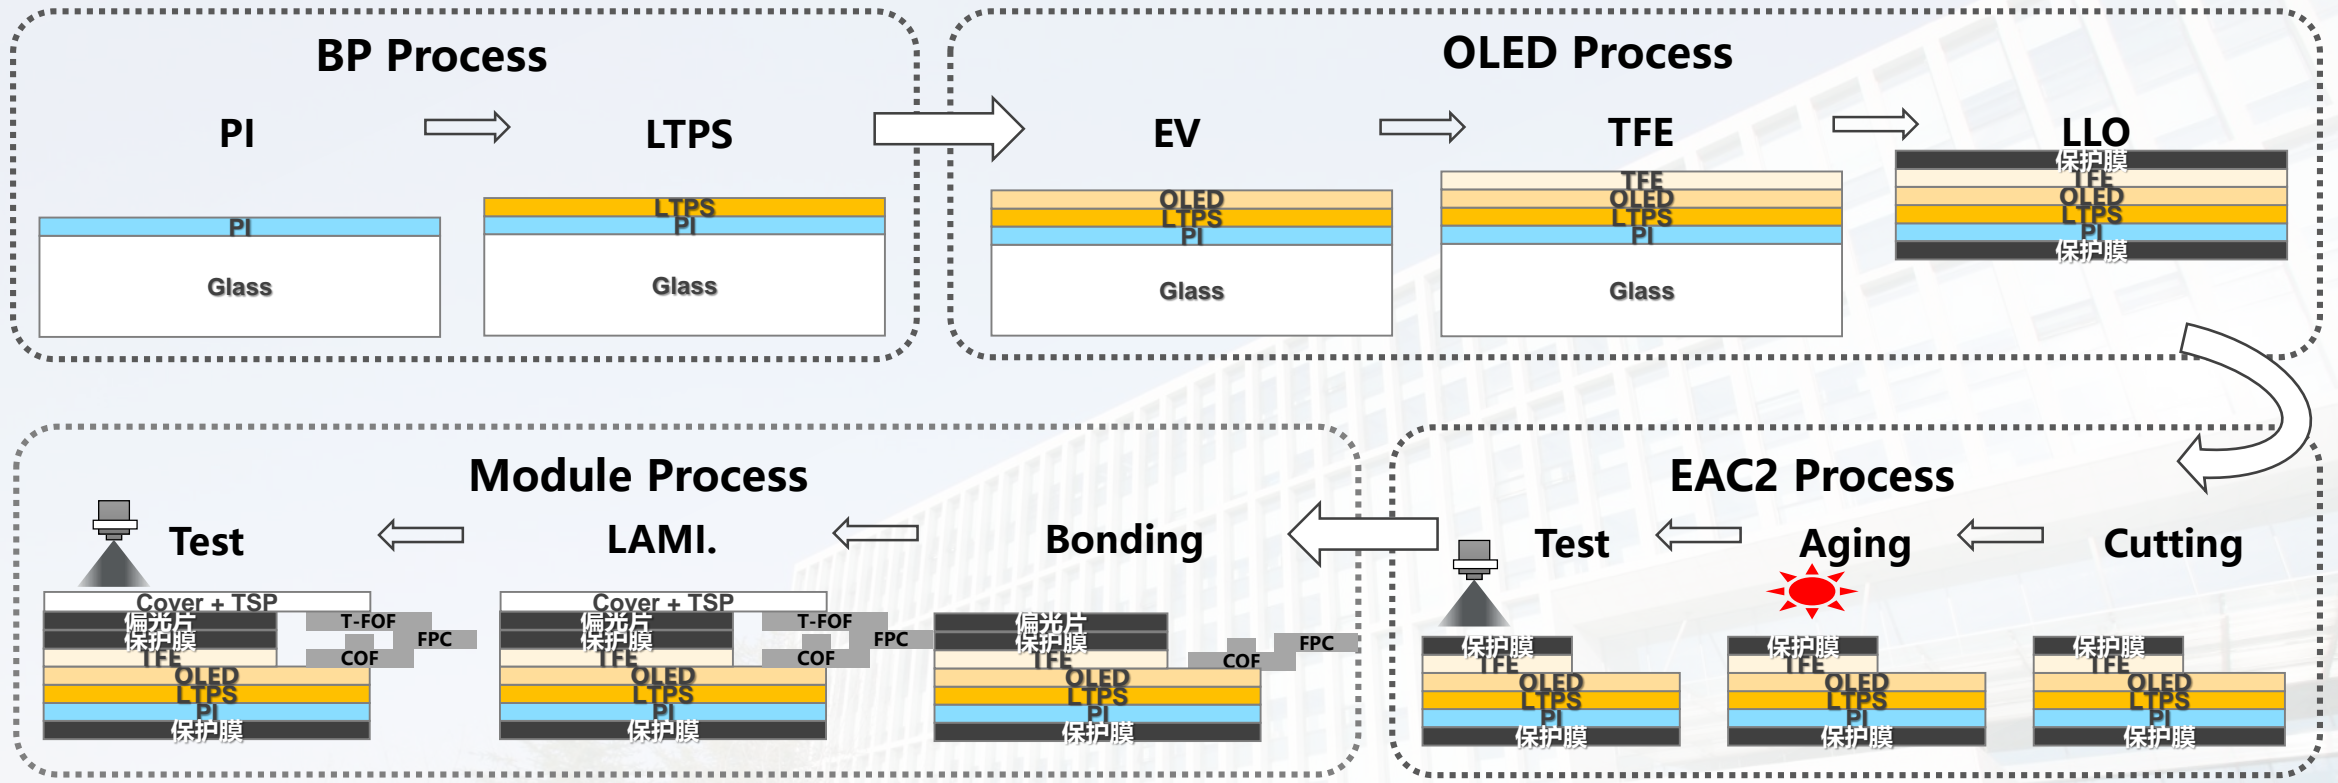 BP Process
PI
LTPS
PI
Glass
LTPS
PI
Glass
OLED Process
EV
TFE
LLO
OLED
LTPS
PI
Glass
TFE
OLED
LTPS
PI
Glass
保护膜
TFE
OLED
LTPS
PI
保护膜
EAC2 Process
Cutting
Aging
Test
保护膜
TFE
OLED
LTPS
PI
保护膜
保护膜
TFE
OLED
LTPS
PI
保护膜
保护膜
TFE
OLED
LTPS
PI
保护膜
Module Process
Bonding
LAMI.
Test
偏光片
保护膜
TFE
OLED
LTPS
PI
保护膜
COF
FPC
Cover + TSP
偏光片
保护膜
TFE
OLED
LTPS
PI
保护膜
T-FOF
FPC
COF
Cover + TSP
偏光片
保护膜
TFE
OLED
LTPS
PI
保护膜
T-FOF
FPC
COF